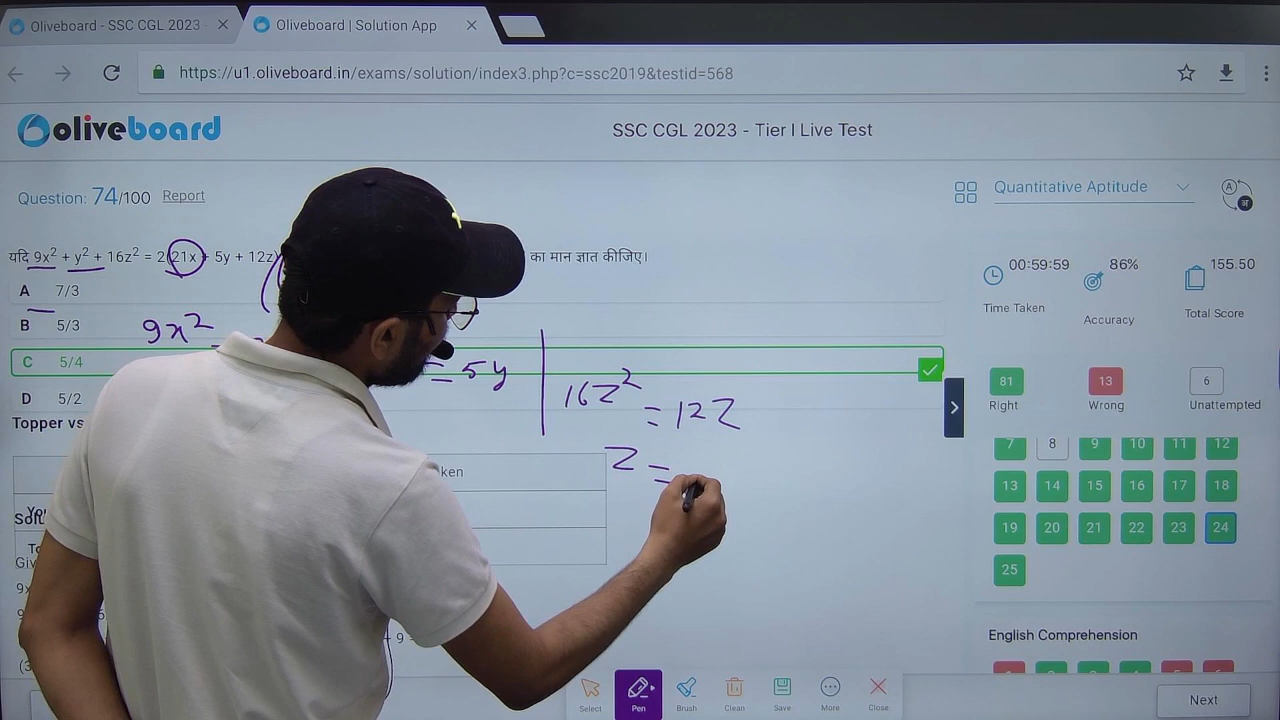 Oliveboard - SSC CGL 2023 -
Oliveboard | Solution App
https://u1.oliveboard.in/exams/solution/index3.php?c=ssc2019&testid=568
oliveboard
SSC CGL 2023 - Tier I Live Test
Question: 74/100 Report
Quantitative Aptitude
यदि 9x² + y² + 16z² = 2(21x + 5y + 12z)
का मान ज्ञात कीजिए।
A 7/3
B 5/3
C 5/4
D 5/2
9x²
= 5y
16z²
= 12z
z =
00:59:59
Time Taken
86%
Accuracy
155.50
Total Score
81 Right
13 Wrong
6 Unattempted
7 8 9 10 11 12
13 14 15 16 17 18
19 20 21 22 23 24
25
English Comprehension
Topper vs
ken
9x
+ 9 =
Select
Pen
Brush
Clean
Save
More
Close
Next